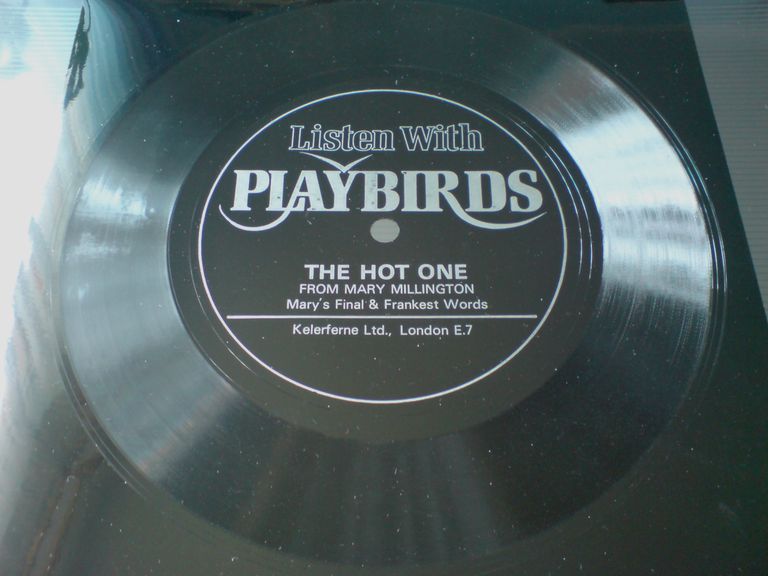 Listen With
PLAYBIRDS
THE HOT ONE
FROM MARY MILLINGTON
Mary's Final & Frankest Words
Kelerferne Ltd., London E.7